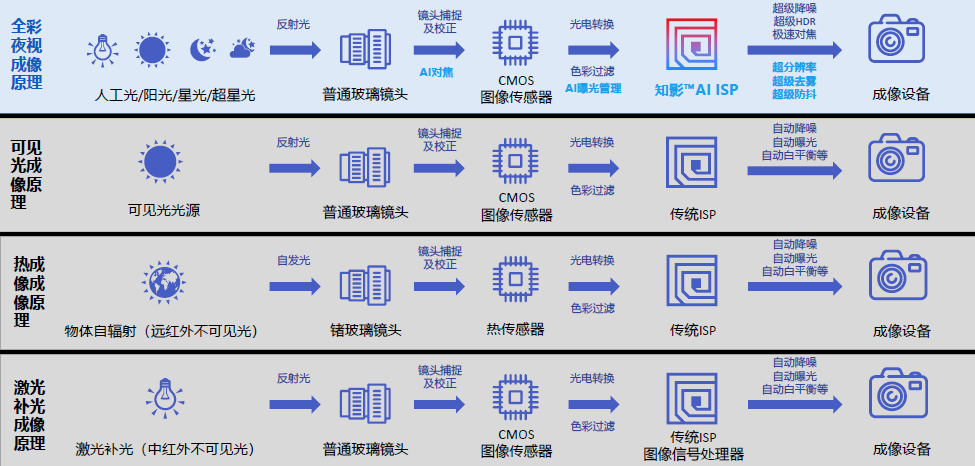 全彩
夜视
成像
原理
人工光/阳光/星光/超星光
反射光
普通玻璃镜头
镜头捕捉
及校正
AI对焦
CMOS
图像传感器
光电转换
色彩过滤
AI曝光管理
知影™AI ISP
超级降噪
超级HDR
极速对焦
超分辨率
超级去雾
超级防抖
成像设备
可见
光成
像原
理
可见光光源
反射光
普通玻璃镜头
镜头捕捉
及校正
CMOS
图像传感器
光电转换
色彩过滤
传统ISP
自动降噪
自动曝光
自动白平衡等
成像设备
热成
像成
像原
理
物体自辐射（远红外不可见光）
自发光
锗玻璃镜头
镜头捕捉
及校正
热传感器
光电转换
色彩过滤
传统ISP
自动降噪
自动曝光
自动白平衡等
成像设备
激光
补光
成像
原理
激光补光（中红外不可见光）
反射光
普通玻璃镜头
镜头捕捉
及校正
CMOS
图像传感器
光电转换
色彩过滤
传统ISP
图像信号处理器
自动降噪
自动曝光
自动白平衡等
成像设备